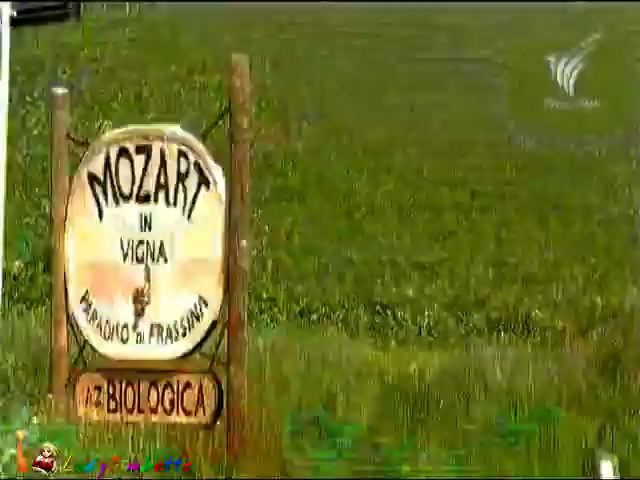 MOZART
IN
VIGNA
PARADISO DI FRASSINA
AZ BIOLOGICA